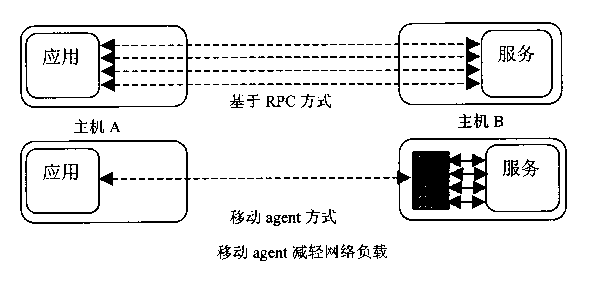 应用
服务
基于 RPC 方式
主机 A
主机 B
应用
服务
移动 agent 方式
移动 agent 减轻网络负载